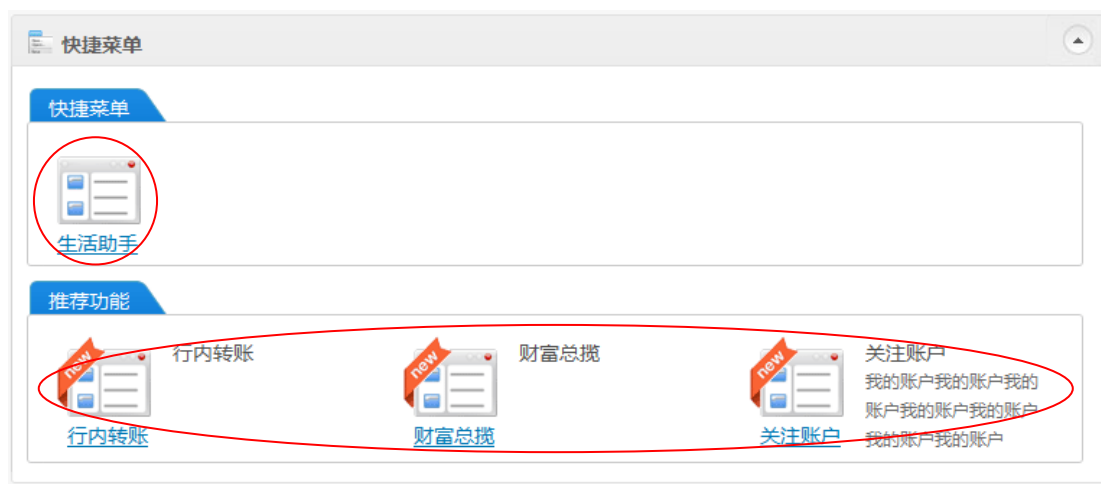 快捷菜单
快捷菜单
生活助手
推荐功能
new
行内转账
行内转账
new
财富总揽
财富总揽
new
关注账户
我的账户我的账户我的
账户我的账户我的账户
我的账户我的账户
关注账户